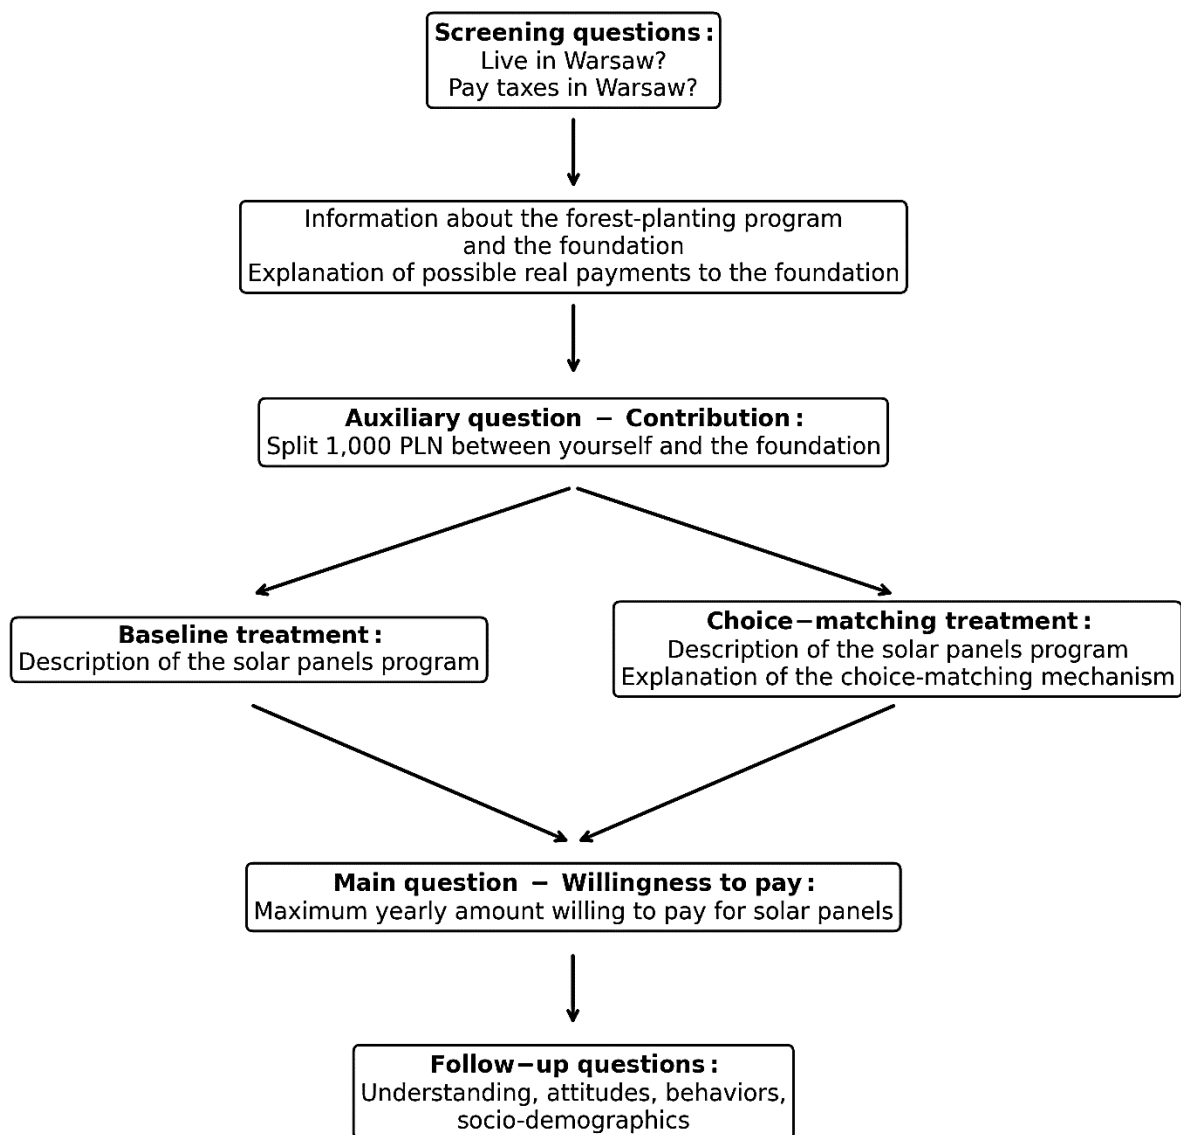 Screening questions:
Live in Warsaw?
Pay taxes in Warsaw?
Information about the forest-planting program
and the foundation
Explanation of possible real payments to the foundation
Auxiliary question − Contribution:
Split 1,000 PLN between yourself and the foundation
Baseline treatment:
Description of the solar panels program
Choice−matching treatment:
Description of the solar panels program
Explanation of the choice-matching mechanism
Main question − Willingness to pay:
Maximum yearly amount willing to pay for solar panels
Follow−up questions:
Understanding, attitudes, behaviors,
socio-demographics